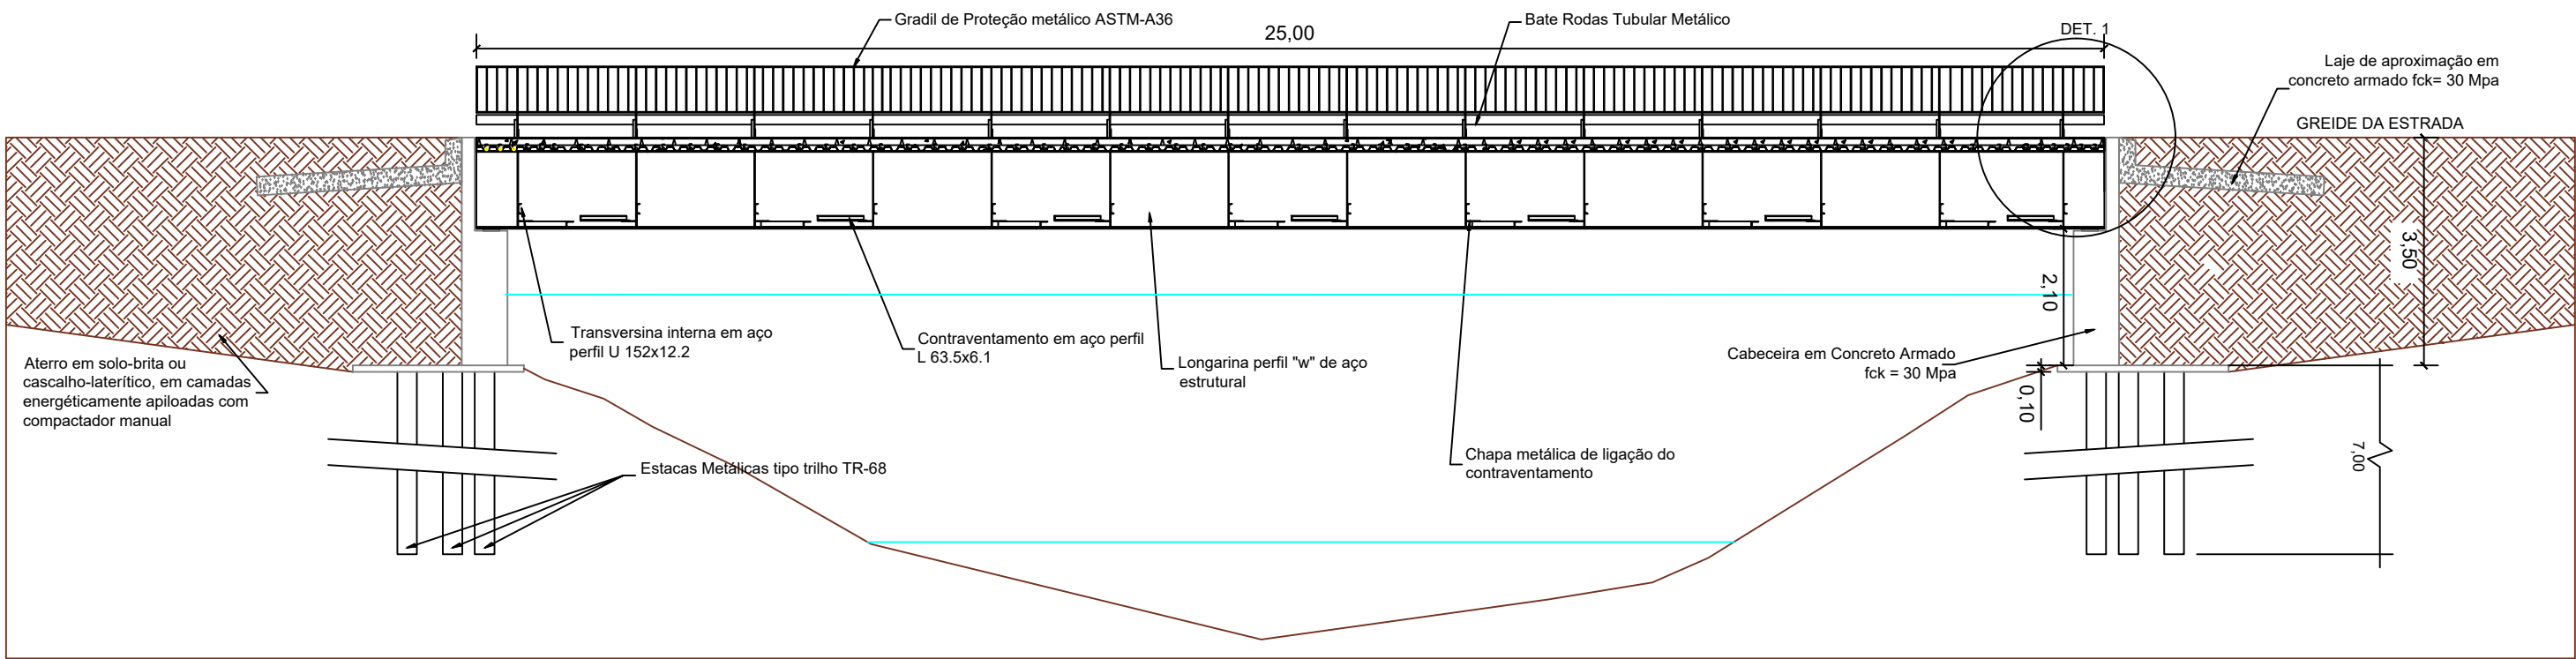 Gradil de Proteção metálico ASTM-A36
Bate Rodas Tubular Metálico
25,00
DET. 1
Laje de aproximação em
concreto armado fck= 30 Mpa
GREIDE DA ESTRADA
3,50
2,10
Transversina interna em aço
perfil U 152x12.2
Contraventamento em aço perfil
L 63.5x6.1
Longarina perfil "w" de aço
estrutural
Cabeceira em Concreto Armado
fck = 30 Mpa
Aterro em solo-brita ou
cascalho-laterítico, em camadas
energéticamente apiloadas com
compactador manual
0,10
7,00
Chapa metálica de ligação do
contraventamento
Estacas Metálicas tipo trilho TR-68